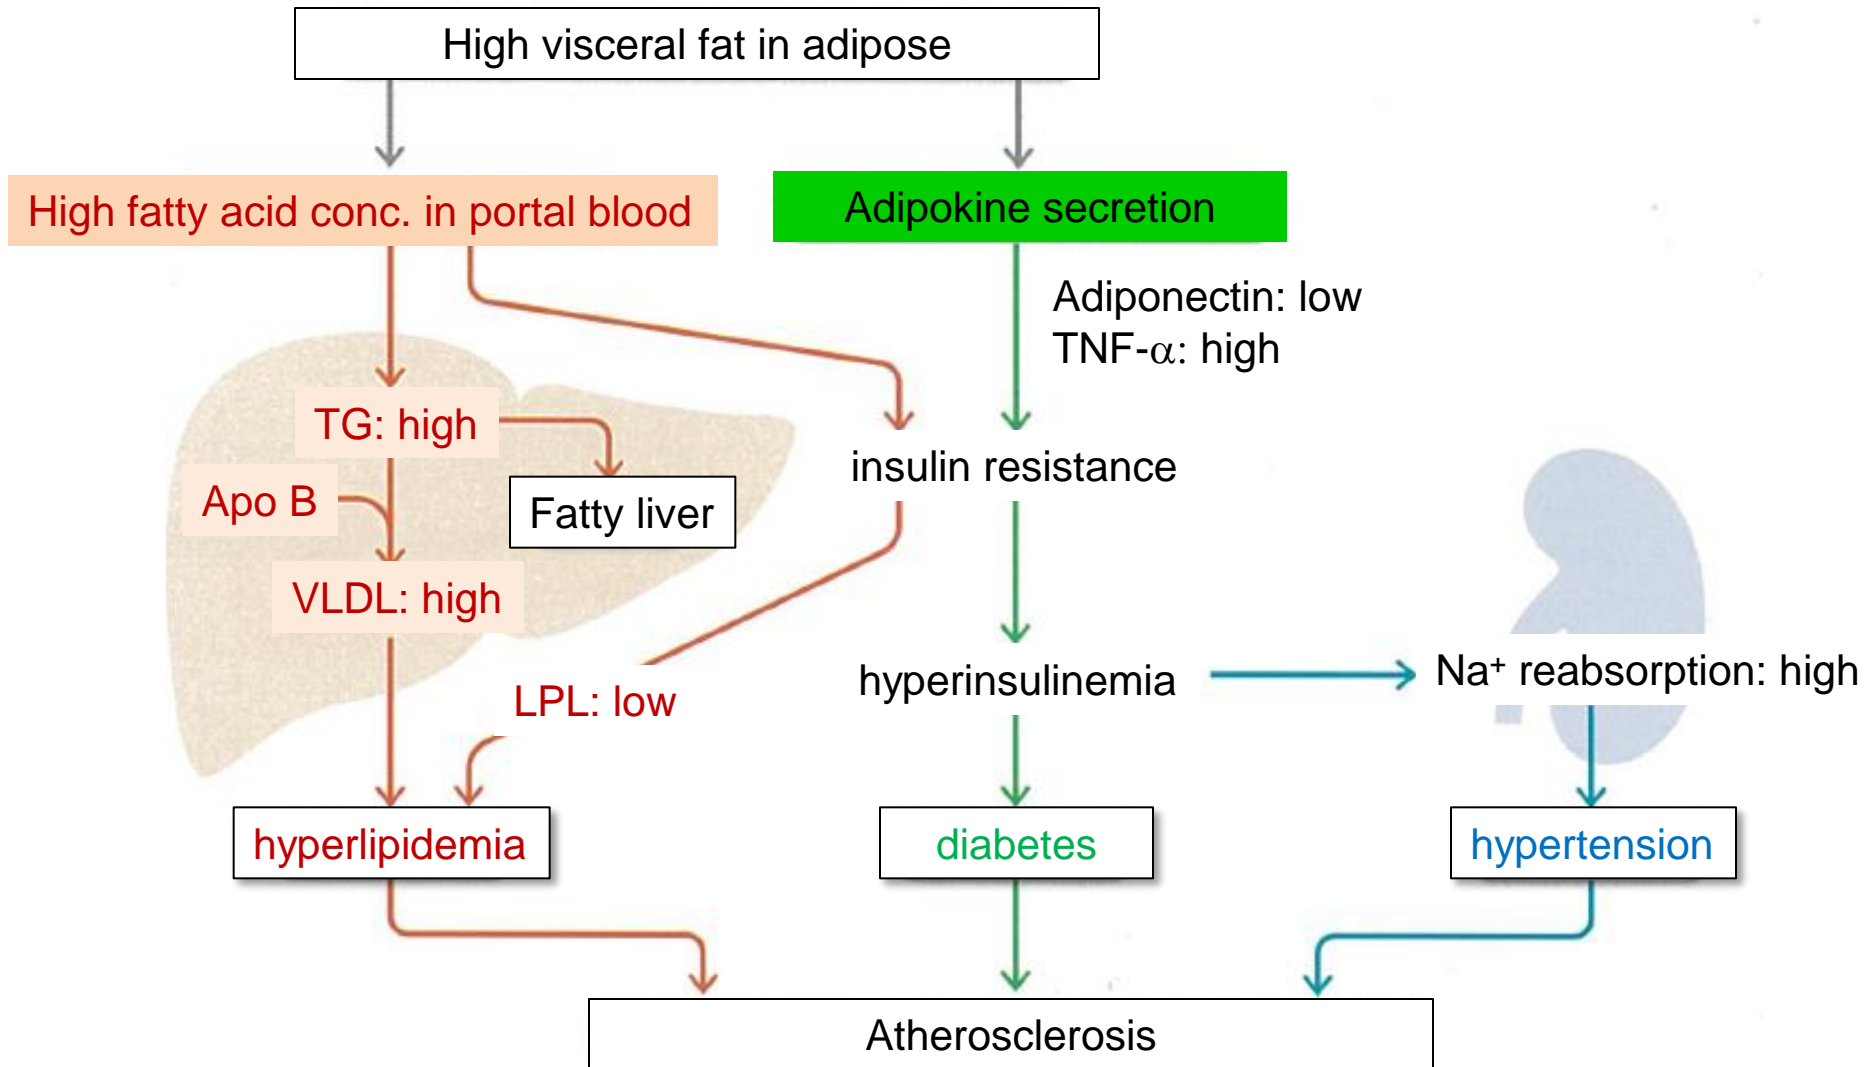 High visceral fat in adipose
High fatty acid conc. in portal blood
Adipokine secretion
Adiponectin: low
TNF-α: high
TG: high
insulin resistance
Apo B
Fatty liver
VLDL: high
hyperinsulinemia
Na⁺ reabsorption: high
LPL: low
hyperlipidemia
diabetes
hypertension
Atherosclerosis